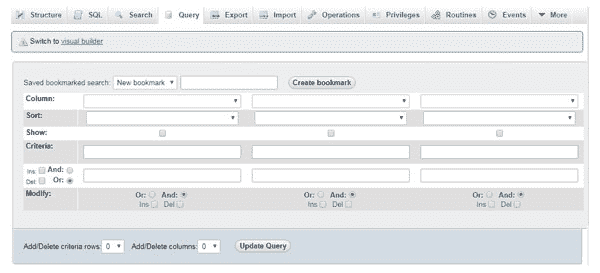 Structure SQL Search Query Export Import Operations Privileges Routines Events More
Switch to visual builder
Saved bookmarked search: New bookmark Create bookmark
Column:
Sort:
Show:
Criteria:
Ins: And:
Del: Or:
Modify: Or: And: Or: And: Or: And:
Ins Del Ins Del Ins Del
Add/Delete criteria rows: 0 Add/Delete columns: 0 Update Query